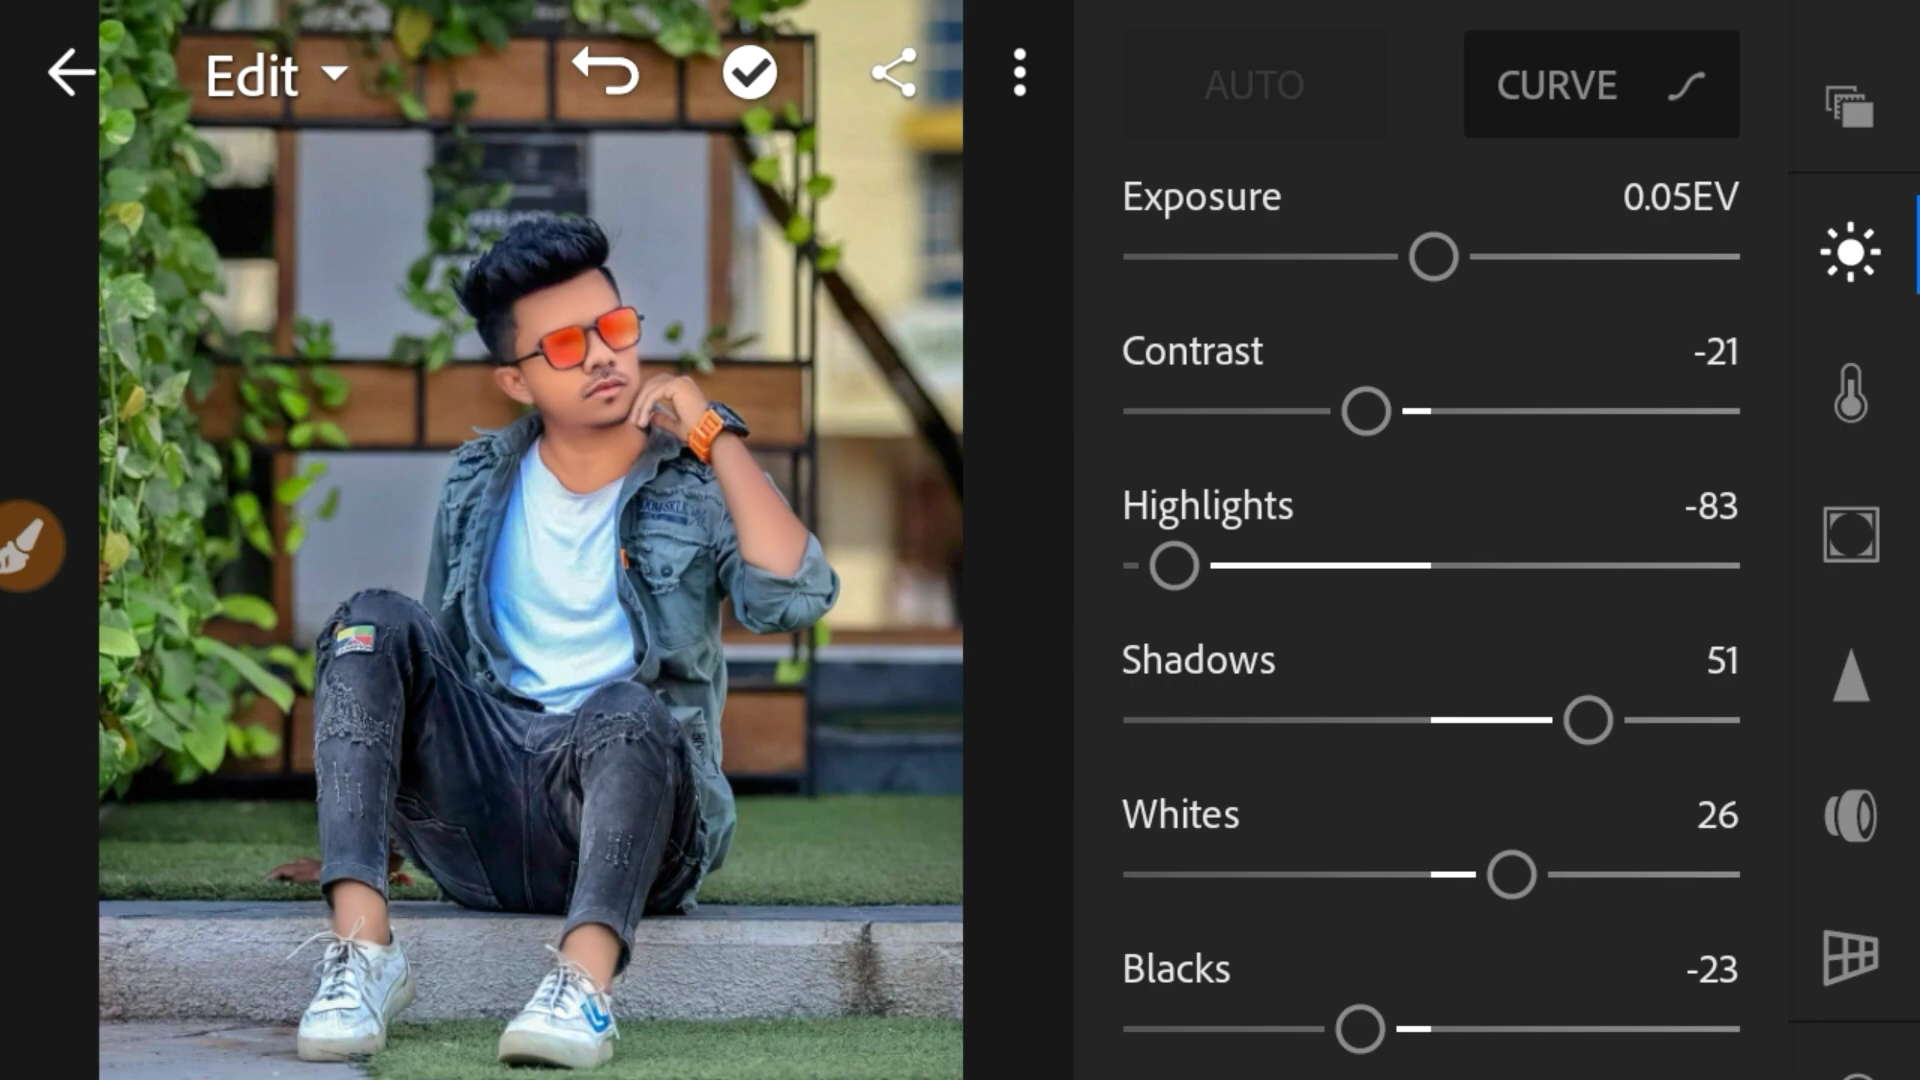 Edit
AUTO
CURVE
Exposure 0.05EV
Contrast -21
Highlights -83
Shadows 51
Whites 26
Blacks -23